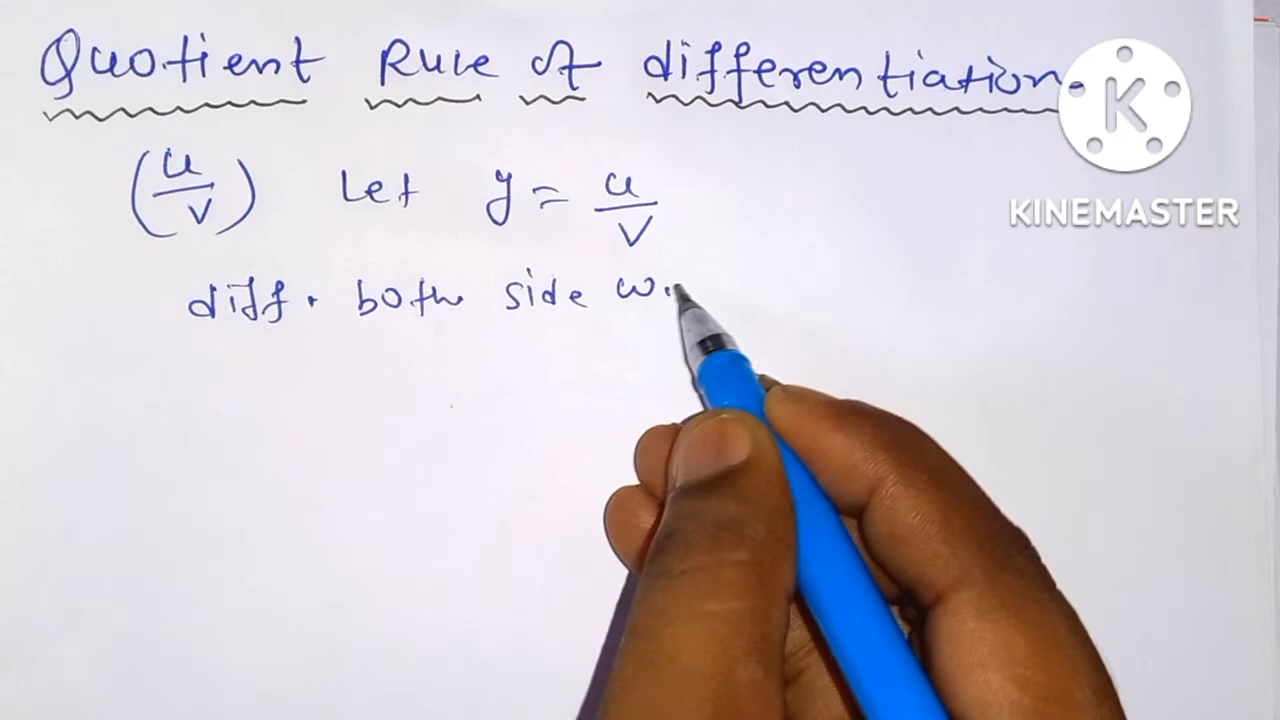 Quotient Rule of differentiation.
(u/v) Let y = u/v
diff. both side w.
K
KINEMASTER